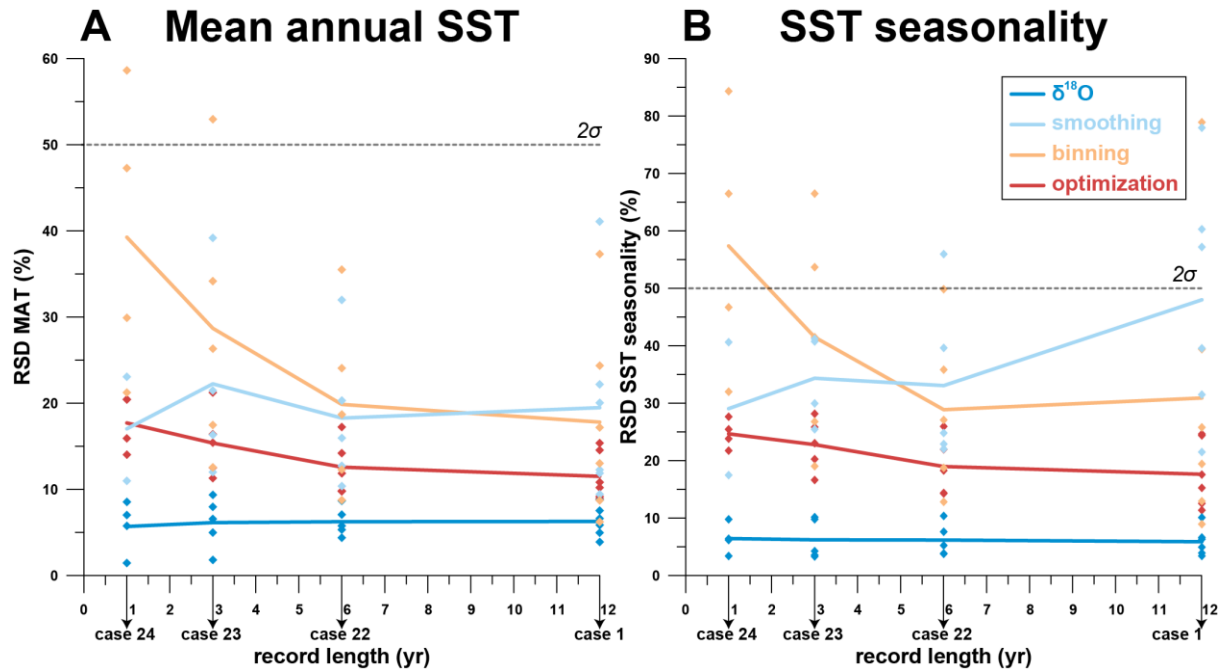 A Mean annual SST
60
50
40
30
20
10
0
RSD MAT (%)
2σ
0 1 2 3 4 5 6 7 8 9 10 11 12
case 24 case 23 case 22 case 1
record length (yr)
B SST seasonality
90
80
70
60
50
40
30
20
10
0
RSD SST seasonality (%)
δ¹⁸O
smoothing
binning
optimization
2σ
0 1 2 3 4 5 6 7 8 9 10 11 12
case 24 case 23 case 22 case 1
record length (yr)